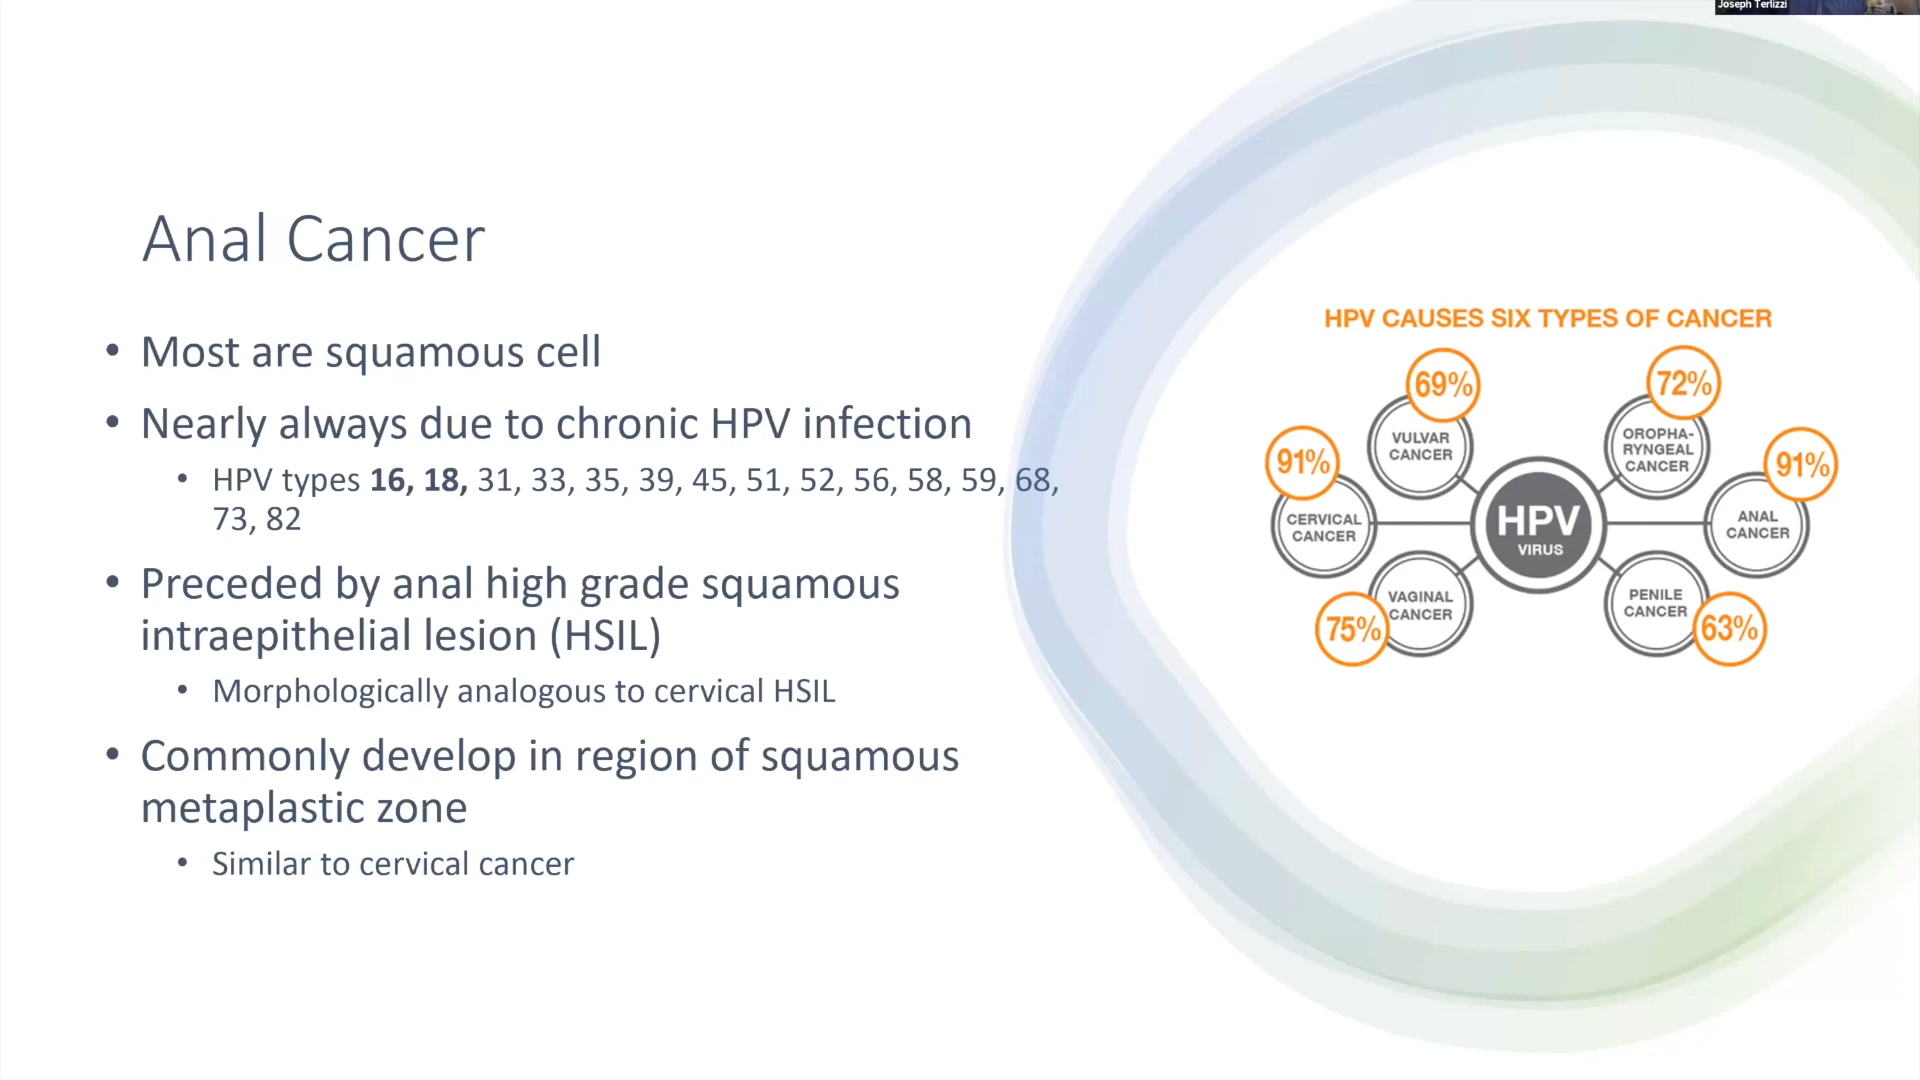 Joseph Terlizzi
Anal Cancer
• Most are squamous cell
• Nearly always due to chronic HPV infection
• HPV types 16, 18, 31, 33, 35, 39, 45, 51, 52, 56, 58, 59, 68,
73, 82
• Preceded by anal high grade squamous
intraepithelial lesion (HSIL)
• Morphologically analogous to cervical HSIL
• Commonly develop in region of squamous
metaplastic zone
• Similar to cervical cancer
HPV CAUSES SIX TYPES OF CANCER
69%
VULVAR
CANCER
72%
OROPHA-
RYNGEAL
CANCER
91%
CERVICAL
CANCER
HPV
VIRUS
91%
ANAL
CANCER
75%
VAGINAL
CANCER
PENILE
CANCER
63%